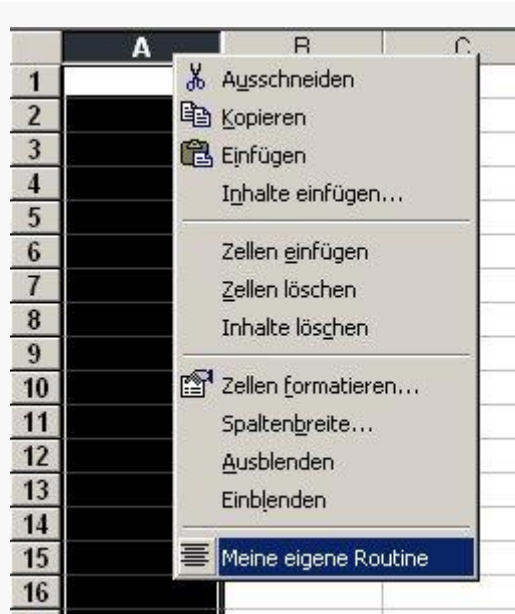 A B C
1
2
3
4
5
6
7
8
9
10
11
12
13
14
15
16
Ausschneiden
Kopieren
Einfügen
Inhalte einfügen...
Zellen einfügen
Zellen löschen
Inhalte löschen
Zellen formatieren...
Spaltenbreite...
Ausblenden
Einblenden
Meine eigene Routine